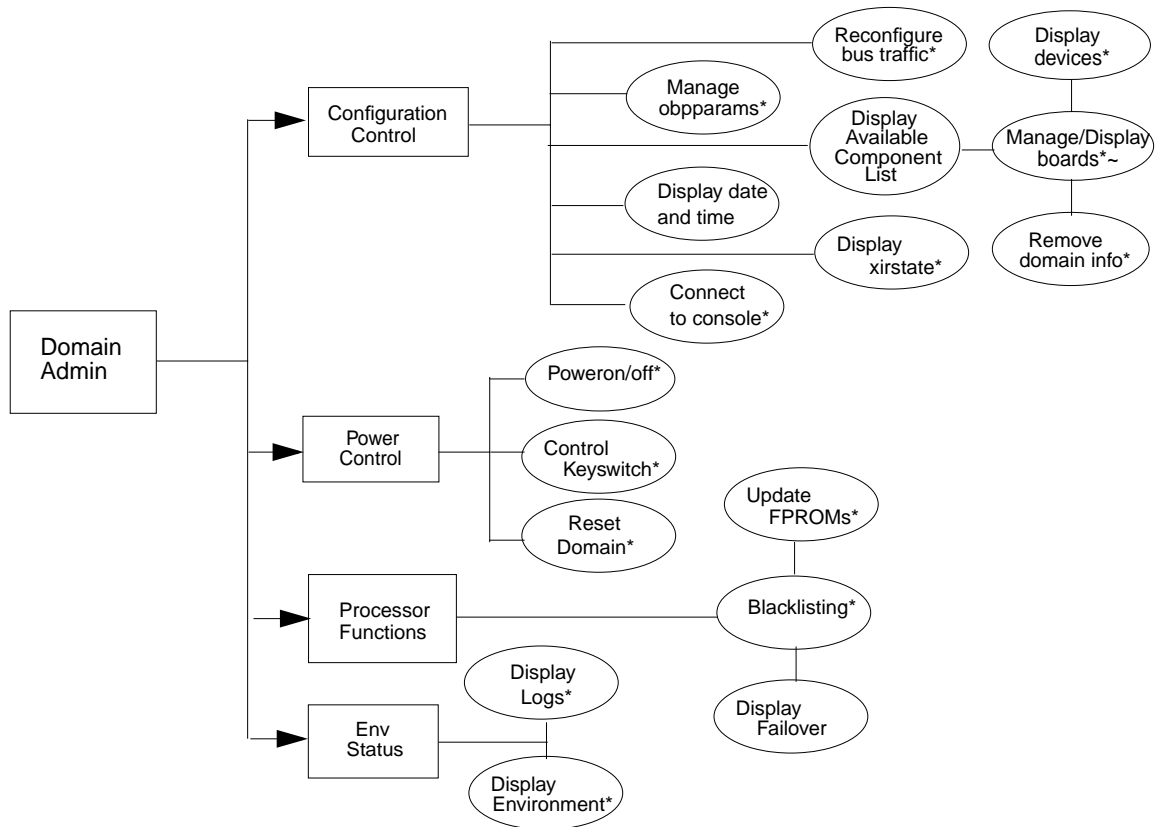 Domain
Admin
Configuration
Control
Reconfigure
bus traffic*
Manage
obpparams*
Display
Available
Component
List
Display
devices*
Manage/Display
boards*~
Remove
domain info*
Display date
and time
Display
xirstate*
Connect
to console*
Power
Control
Poweron/off*
Control
Keyswitch*
Reset
Domain*
Processor
Functions
Update
FPROMs*
Blacklisting*
Display
Failover
Env
Status
Display
Logs*
Display
Environment*